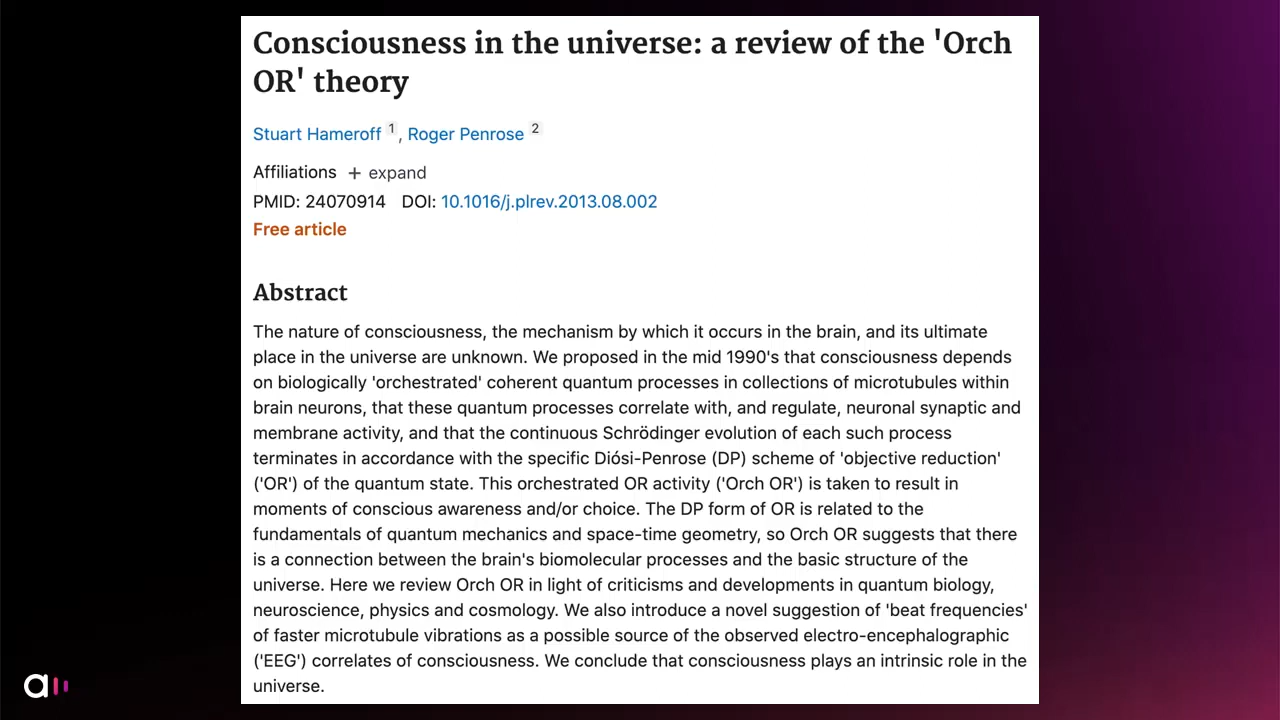 Consciousness in the universe: a review of the 'Orch
OR' theory
Stuart Hameroff 1 , Roger Penrose 2
Affiliations + expand
PMID: 24070914 DOI: 10.1016/j.plrev.2013.08.002
Free article
Abstract
The nature of consciousness, the mechanism by which it occurs in the brain, and its ultimate
place in the universe are unknown. We proposed in the mid 1990's that consciousness depends
on biologically 'orchestrated' coherent quantum processes in collections of microtubules within
brain neurons, that these quantum processes correlate with, and regulate, neuronal synaptic and
membrane activity, and that the continuous Schrödinger evolution of each such process
terminates in accordance with the specific Diósi-Penrose (DP) scheme of 'objective reduction'
('OR') of the quantum state. This orchestrated OR activity ('Orch OR') is taken to result in
moments of conscious awareness and/or choice. The DP form of OR is related to the
fundamentals of quantum mechanics and space-time geometry, so Orch OR suggests that there
is a connection between the brain's biomolecular processes and the basic structure of the
universe. Here we review Orch OR in light of criticisms and developments in quantum biology,
neuroscience, physics and cosmology. We also introduce a novel suggestion of 'beat frequencies'
of faster microtubule vibrations as a possible source of the observed electro-encephalographic
('EEG') correlates of consciousness. We conclude that consciousness plays an intrinsic role in the
universe.